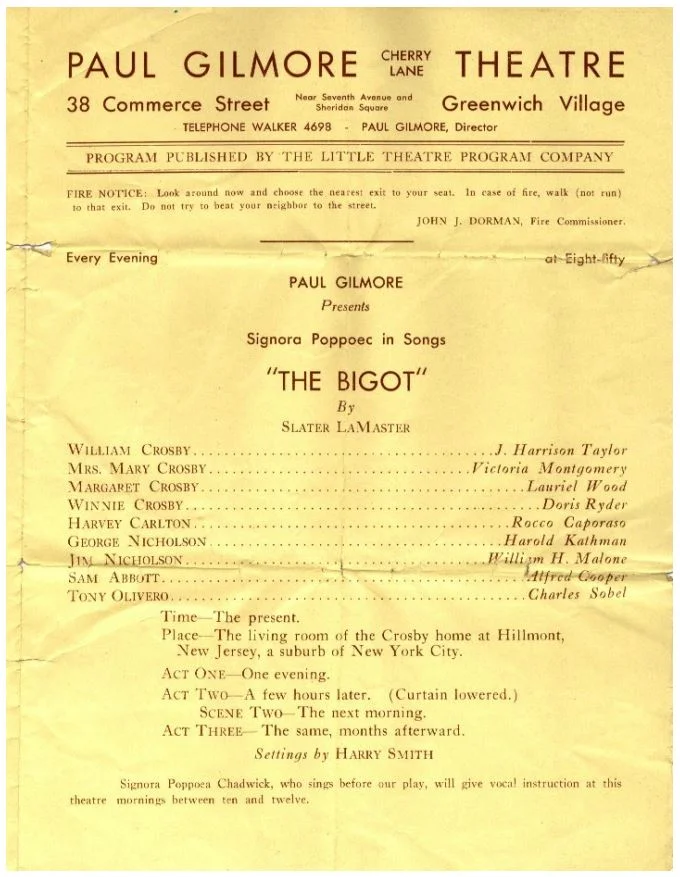 PAUL GILMORE CHERRY LANE THEATRE
38 Commerce Street Near Seventh Avenue and Sheridan Square Greenwich Village
TELEPHONE WALKER 4698 - PAUL GILMORE, Director
PROGRAM PUBLISHED BY THE LITTLE THEATRE PROGRAM COMPANY
FIRE NOTICE: Look around now and choose the nearest exit to your seat. In case of fire, walk (not run)
to that exit. Do not try to beat your neighbor to the street.
JOHN J. DORMAN, Fire Commissioner.
Every Evening at Eight-fifty
PAUL GILMORE
Presents
Signora Poppoec in Songs
"THE BIGOT"
By
SLATER LAMASTER
WILLIAM CROSBY........................................J. Harrison Taylor
MRS. MARY CROSBY...................................Victoria Montgomery
MARGARET CROSBY...........................................Lauriel Wood
WINNIE CROSBY...............................................Doris Ryder
HARVEY CARLTON..........................................Rocco Caporaso
GEORGE NICHOLSON.......................................Harold Kathman
JIM NICHOLSON........................................William H. Malone
SAM ABBOTT................................................Alfred Cooper
TONY OLIVERO..............................................Charles Sobel
Time—The present.
Place—The living room of the Crosby home at Hillmont,
New Jersey, a suburb of New York City.
ACT ONE—One evening.
ACT TWO—A few hours later. (Curtain lowered.)
SCENE TWO—The next morning.
ACT THREE—The same, months afterward.
Settings by HARRY SMITH
Signora Poppoea Chadwick, who sings before our play, will give vocal instruction at this
theatre mornings between ten and twelve.